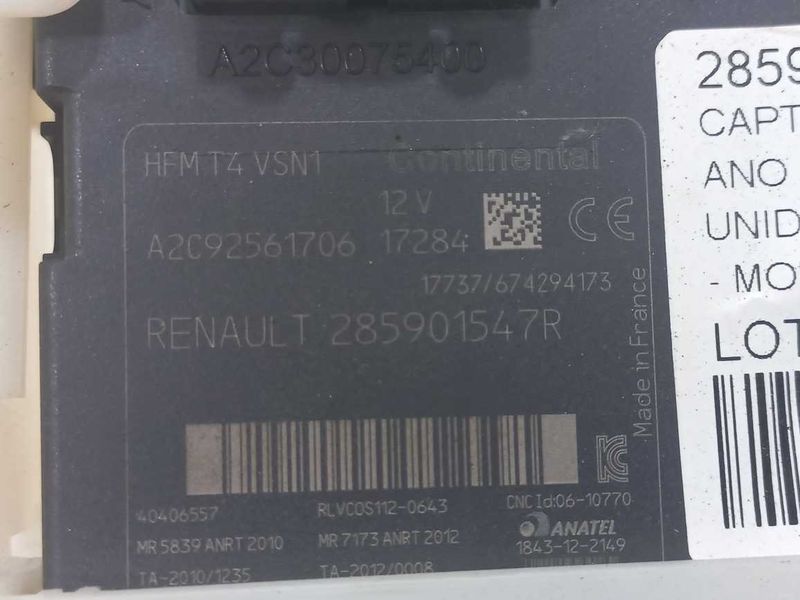 A2C30075400
HFM T4 VSN1 Continental
12 V
A2C92561706 17284
CE
17737/674294173
RENAULT 285901547R
Made in France
40406557 RLVCOS112-0643 CNC Id:06-10770
MR 5839 ANRT 2010 MR 7173 ANRT 2012 ANATEL
1843-12-2149
TA-2010/1235 TA-2012/0008
2859
CAPT
ANO
UNID
- MO
LOT